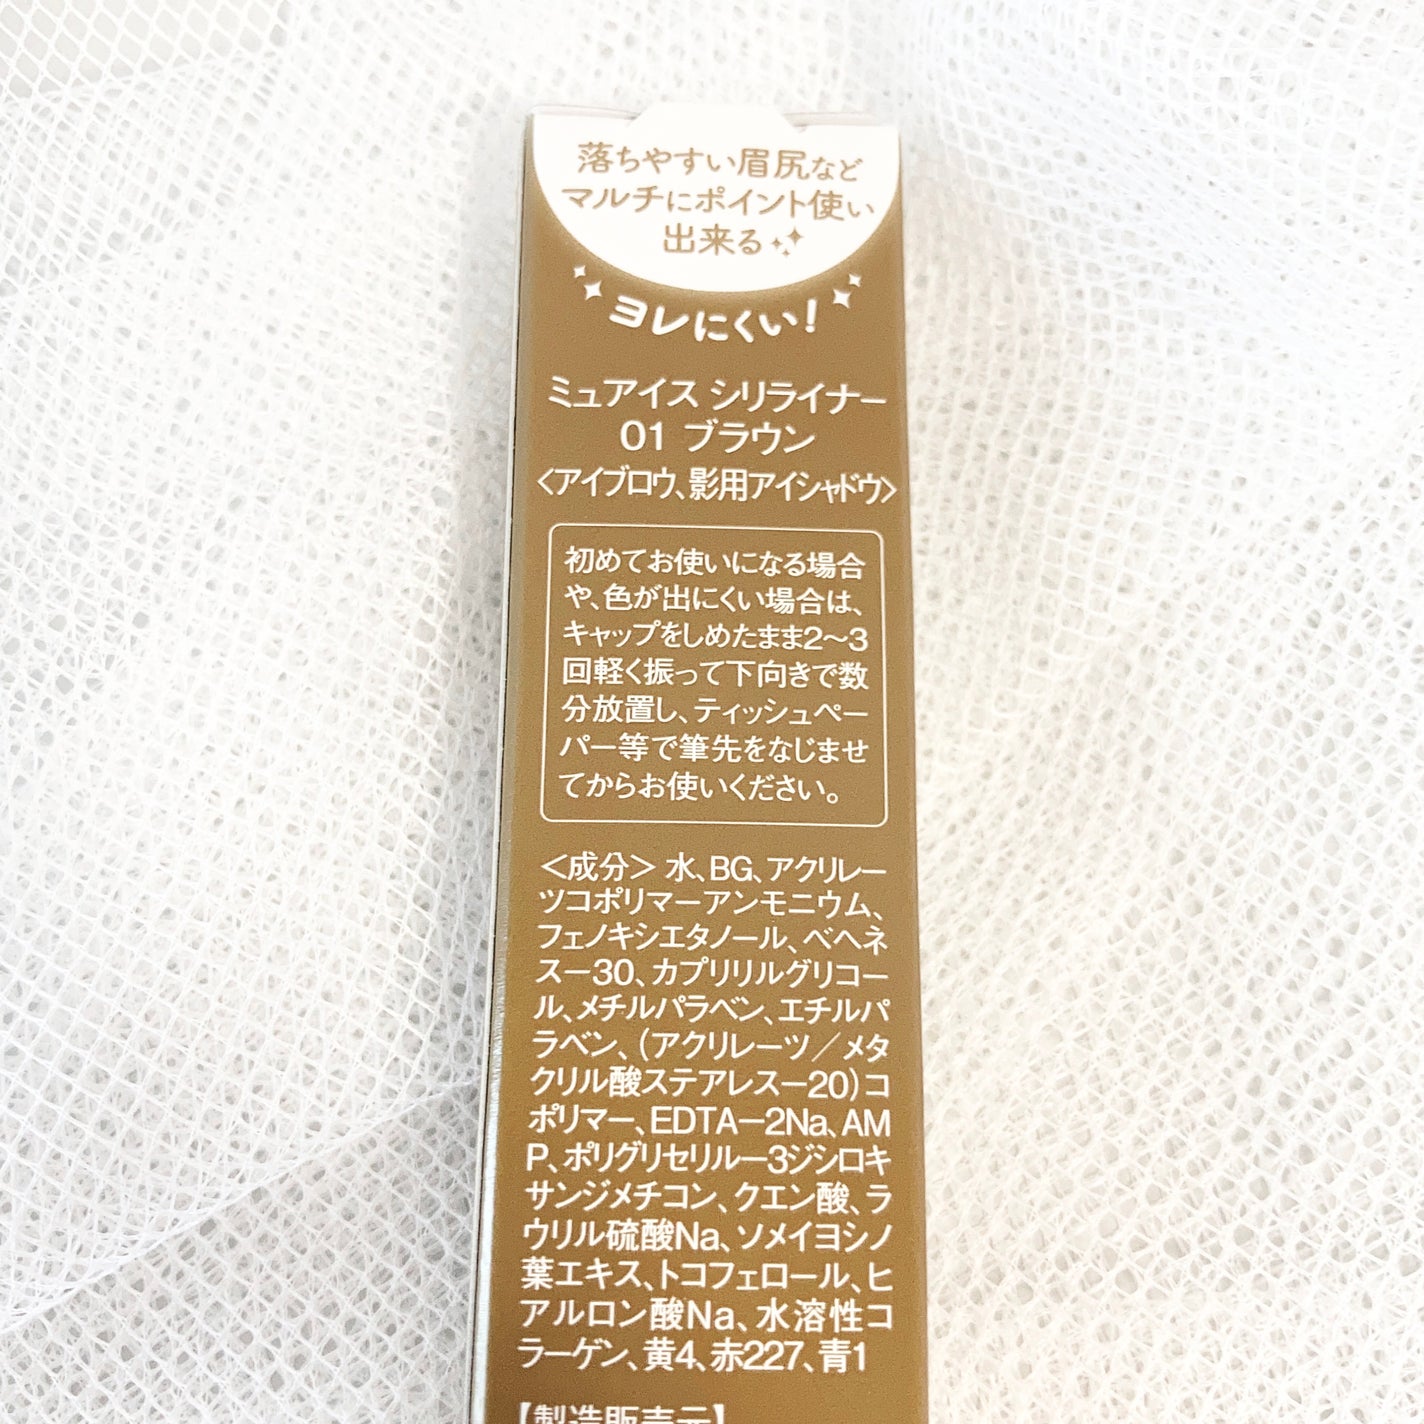 落ちやすい眉尻など
マルチにポイント使い
出来る
ヨレにくい!
ミュアイス シリライナー
01 ブラウン
〈アイブロウ、影用アイシャドウ〉
初めてお使いになる場合
や、色が出にくい場合は、
キャップをしめたまま2〜3
回軽く振って下向きで数
分放置し、ティッシュペー
パー等で筆先をなじませ
てからお使いください。
＜成分＞ 水、BG、アクリレー
ツコポリマーアンモニウム、
フェノキシエタノール、ベヘネ
スー30、カプリリルグリコー
ル、メチルパラベン、エチルパ
ラベン、(アクリレーツ／メタ
クリル酸ステアレスー20)コ
ポリマー、EDTAー2Na、AM
P、ポリグリセリルー3ジシロキ
サンジメチコン、クエン酸、ラ
ウリル硫酸Na、ソメイヨシノ
葉エキス、トコフェロール、ヒ
アルロン酸Na、水溶性コ
ラーゲン、黄4、赤227、青1
【製造販売元】